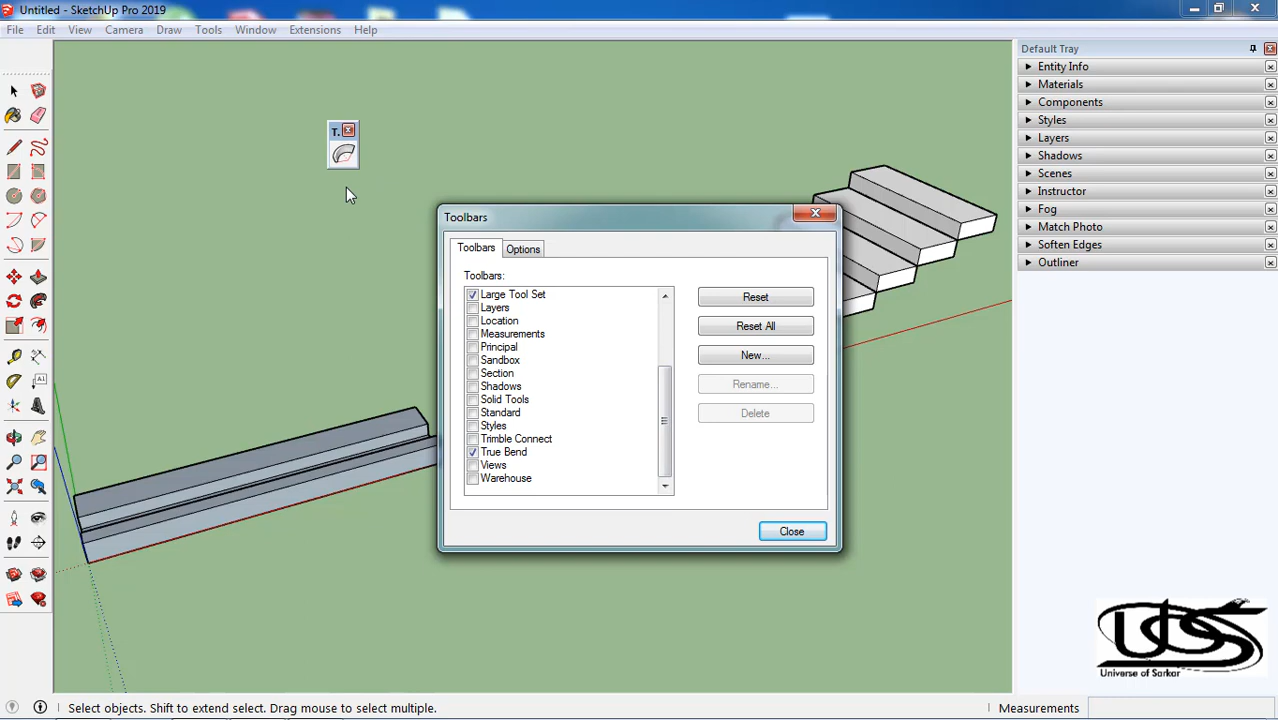 Untitled - SketchUp Pro 2019
File Edit View Camera Draw Tools Window Extensions Help
Default Tray
Entity Info
Materials
Components
Styles
Layers
Shadows
Scenes
Instructor
Fog
Match Photo
Soften Edges
Outliner
T.
Toolbars
Toolbars Options
Toolbars:
Large Tool Set
Layers
Location
Measurements
Principal
Sandbox
Section
Shadows
Solid Tools
Standard
Styles
Trimble Connect
True Bend
Views
Warehouse
Reset
Reset All
New...
Rename...
Delete
Close
UOS
Universe of Sarkar
Select objects. Shift to extend select. Drag mouse to select multiple.
Measurements